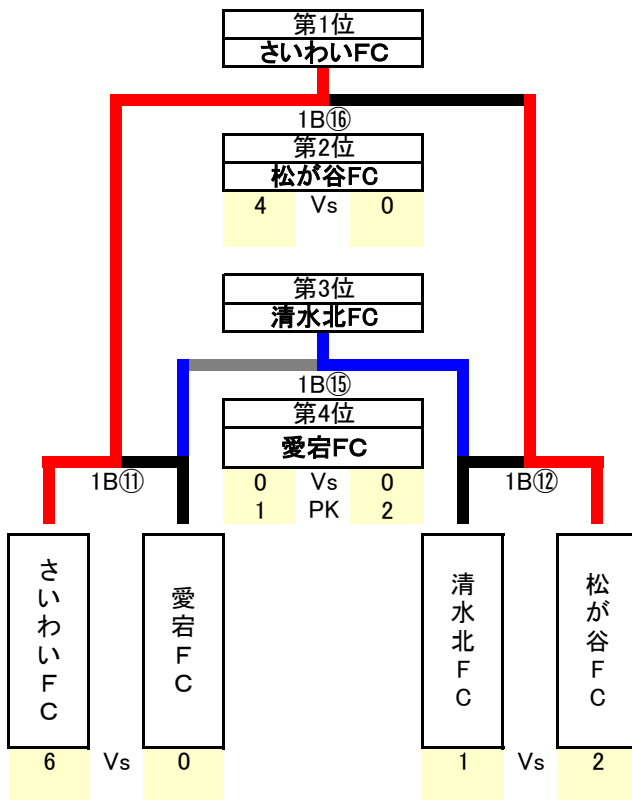 第1位
さいわいFC
1B⑯
第2位
松が谷FC
4 Vs 0
第3位
清水北FC
1B⑮
第4位
愛宕FC
0 Vs 0
1 PK 2
1B⑪
1B⑫
さいわいFC
愛宕FC
清水北FC
松が谷FC
6 Vs 0
1 Vs 2